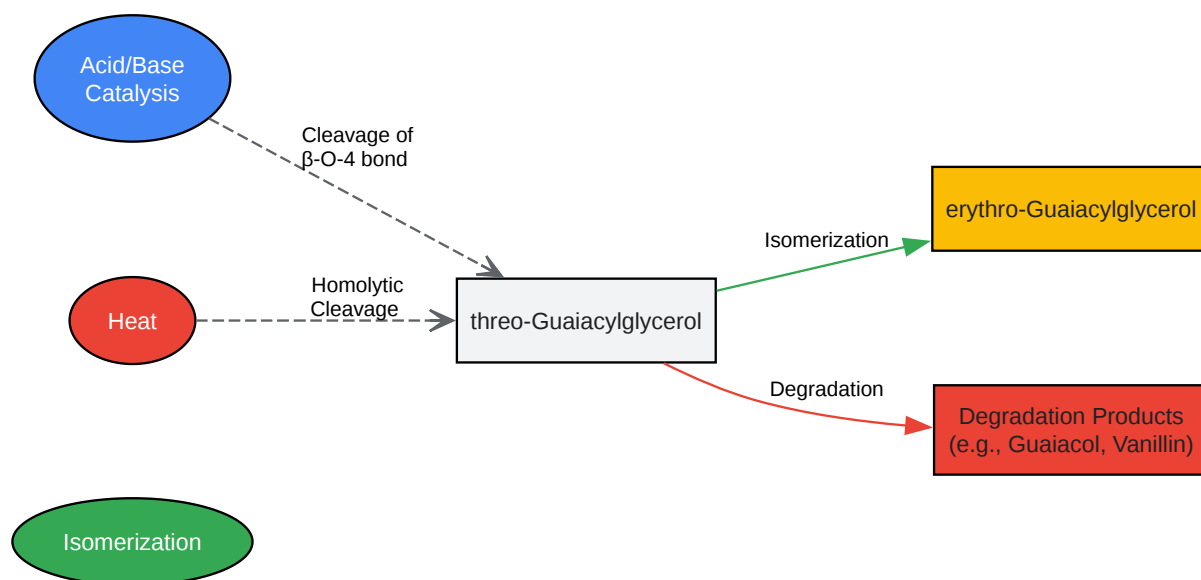 Acid/Base
Catalysis
Cleavage of
β-O-4 bond
erythro-Guaiacylglycerol
Isomerization
Homolytic
Cleavage
Heat
threo-Guaiacylglycerol
Degradation
Degradation Products
(e.g., Guaiacol, Vanillin)
Isomerization